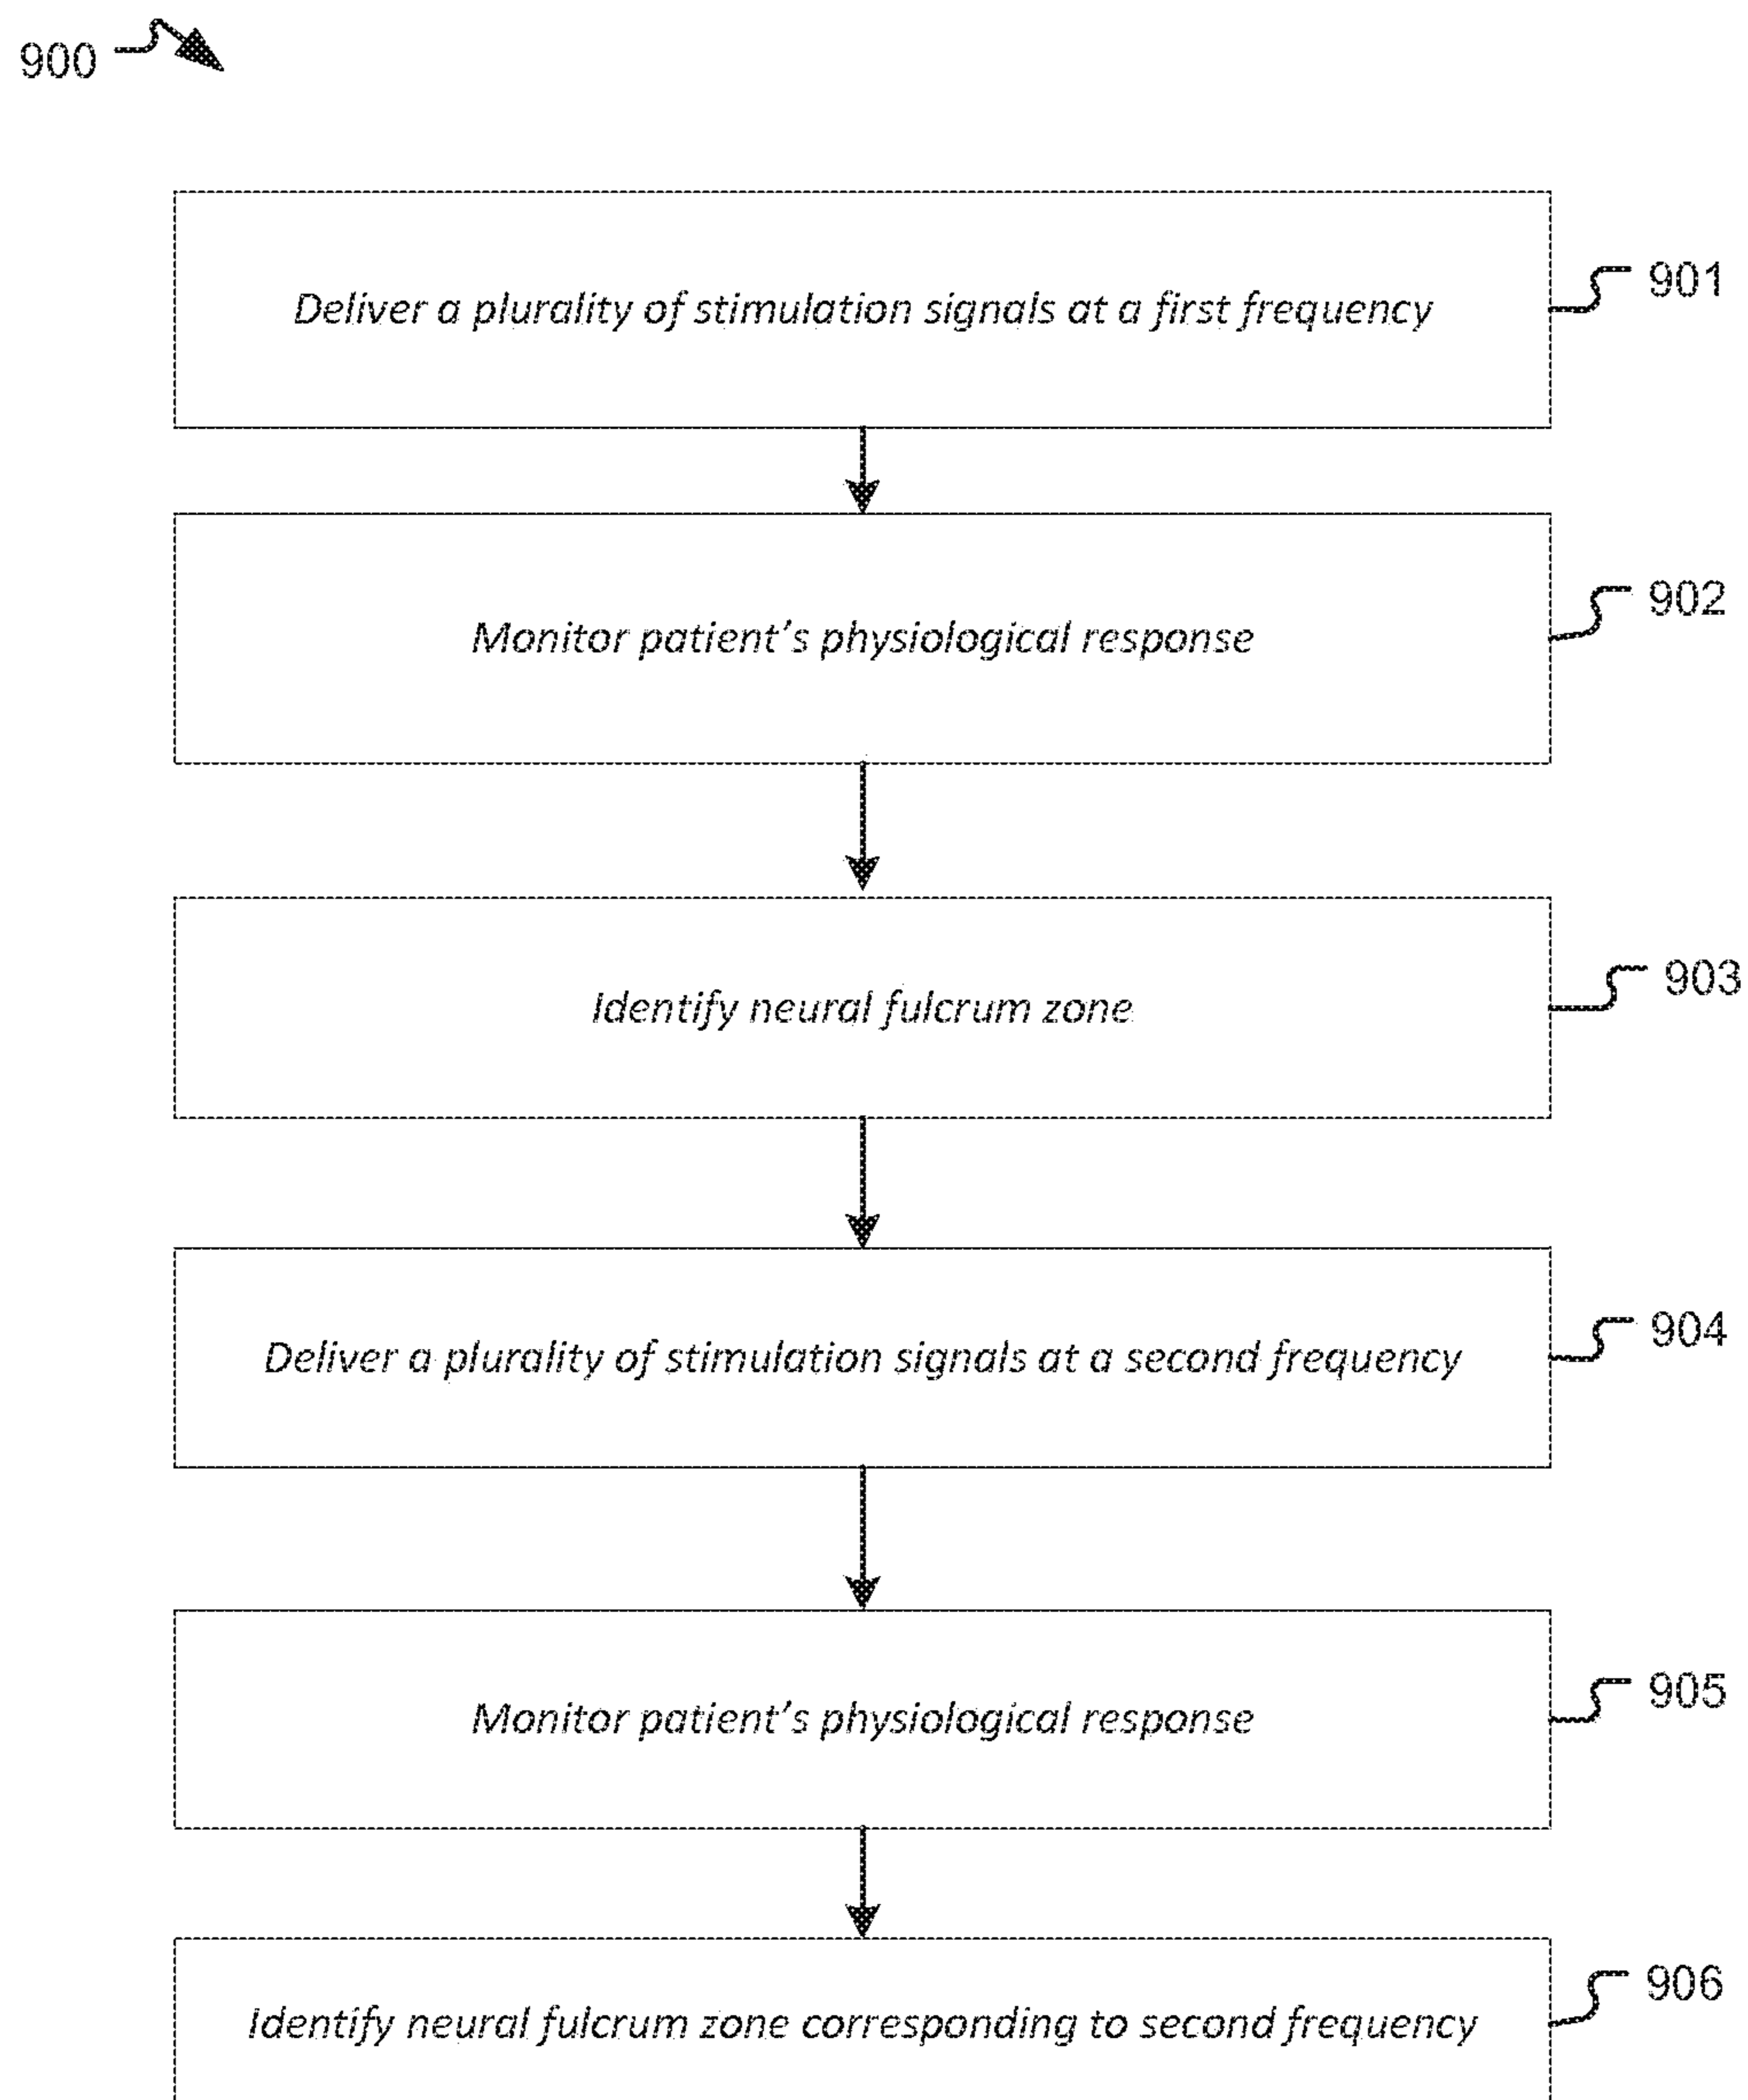 900
Deliver a plurality of stimulation signals at a first frequency
901
Monitor patient's physiological response
902
Identify neural fulcrum zone
903
Deliver a plurality of stimulation signals at a second frequency
904
Monitor patient's physiological response
905
Identify neural fulcrum zone corresponding to second frequency
906